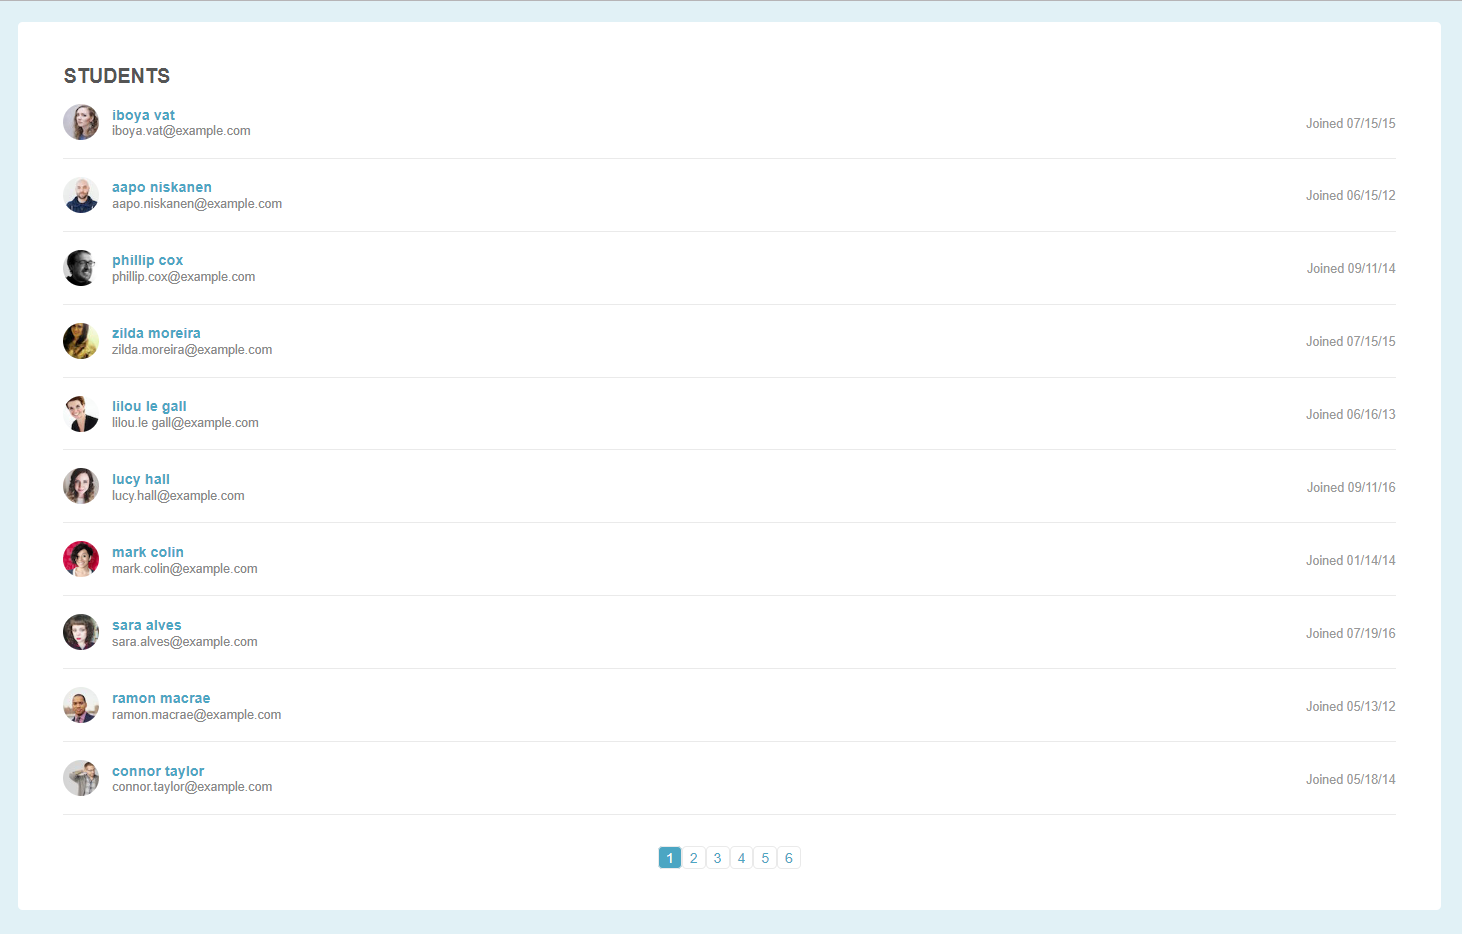 STUDENTS
iboya vat
iboya.vat@example.com
Joined 07/15/15
aapo niskanen
aapo.niskanen@example.com
Joined 06/15/12
phillip cox
phillip.cox@example.com
Joined 09/11/14
zilda moreira
zilda.moreira@example.com
Joined 07/15/15
lilou le gall
lilou.le gall@example.com
Joined 06/16/13
lucy hall
lucy.hall@example.com
Joined 09/11/16
mark colin
mark.colin@example.com
Joined 01/14/14
sara alves
sara.alves@example.com
Joined 07/19/16
ramon macrae
ramon.macrae@example.com
Joined 05/13/12
connor taylor
connor.taylor@example.com
Joined 05/18/14
1 2 3 4 5 6